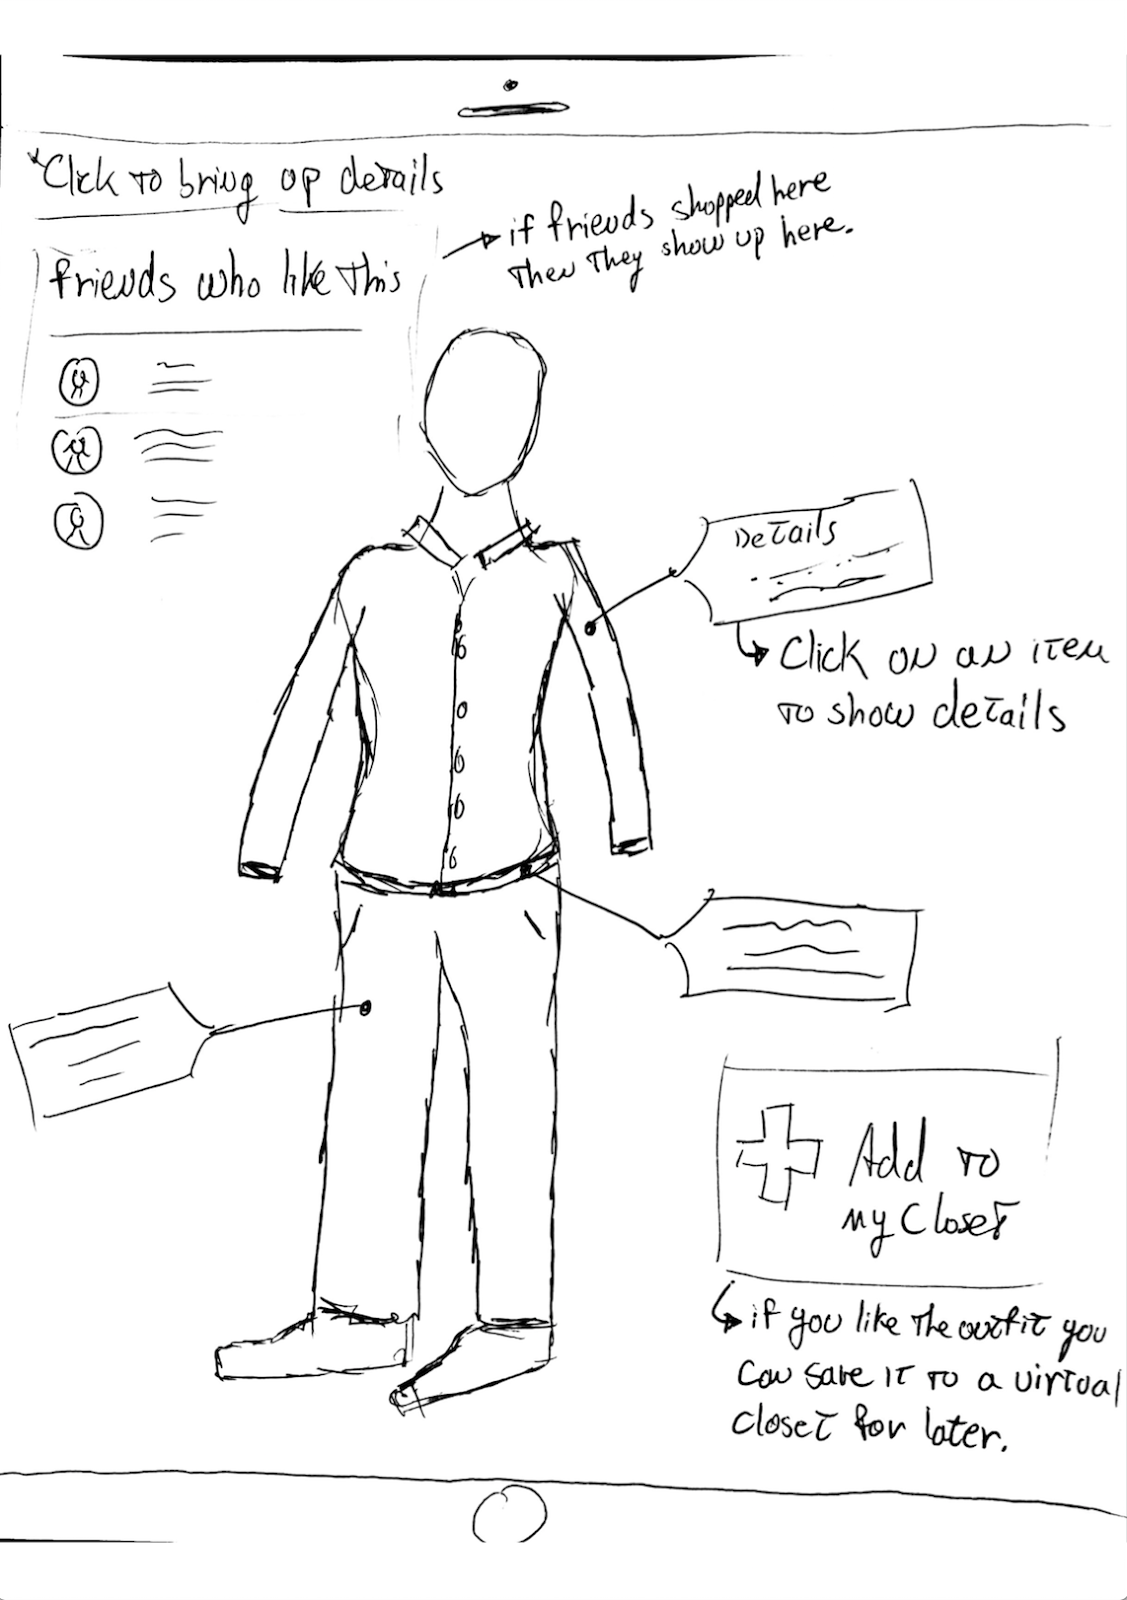 *Click to bring up details
if friends shopped here
then they show up here.
friends who like this
Details
Click on an item
to show details
Add to
my Closet
if you like the outfit you
can save it to a virtual
closet for later.